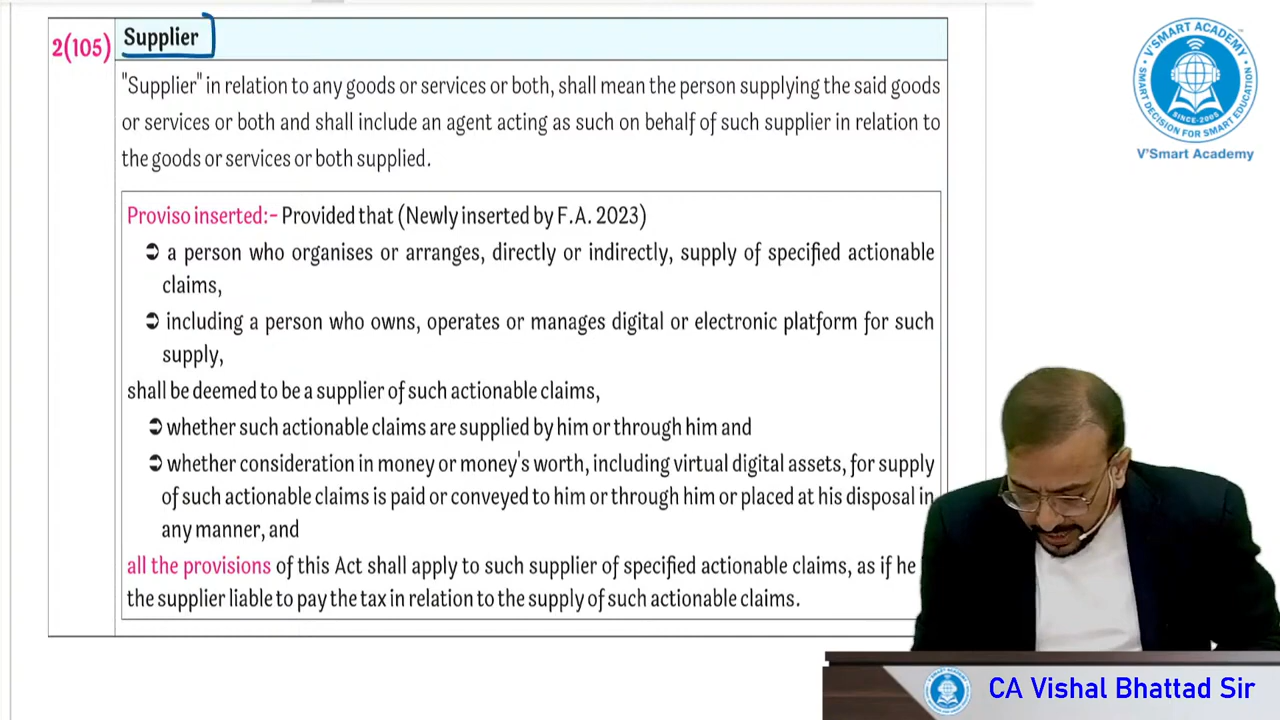 2(105)
Supplier
"Supplier" in relation to any goods or services or both, shall mean the person supplying the said goods
or services or both and shall include an agent acting as such on behalf of such supplier in relation to
the goods or services or both supplied.
Proviso inserted:- Provided that (Newly inserted by F.A. 2023)
➲ a person who organises or arranges, directly or indirectly, supply of specified actionable
claims,
➲ including a person who owns, operates or manages digital or electronic platform for such
supply,
shall be deemed to be a supplier of such actionable claims,
➲ whether such actionable claims are supplied by him or through him and
➲ whether consideration in money or money's worth, including virtual digital assets, for supply
of such actionable claims is paid or conveyed to him or through him or placed at his disposal in
any manner, and
all the provisions of this Act shall apply to such supplier of specified actionable claims, as if he
the supplier liable to pay the tax in relation to the supply of such actionable claims.
V'SMART ACADEMY
SMART DECISION FOR SMART EDUCATION
SINCE-2005
V'Smart Academy
CA Vishal Bhattad Sir